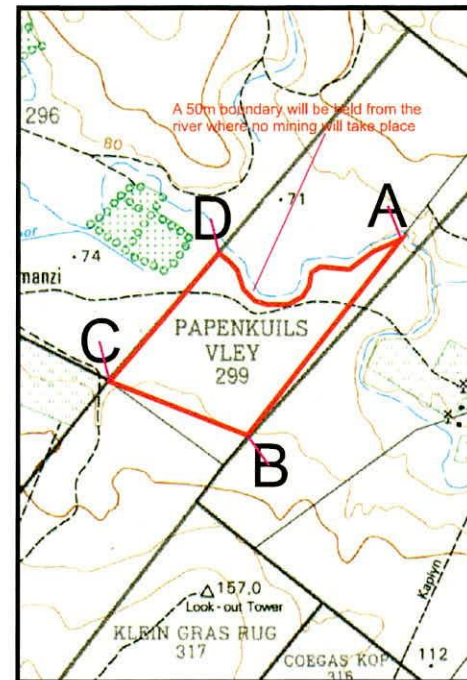 A 50m boundary will be held from the
river where no mining will take place
296
80
71
A
D
74
manzi
PAPENKUILS
VLEY
299
C
B
157.0
Look-out Tower
KLEIN GRAS RUG
317
Kaplyn
COEGAS KOP
316
112